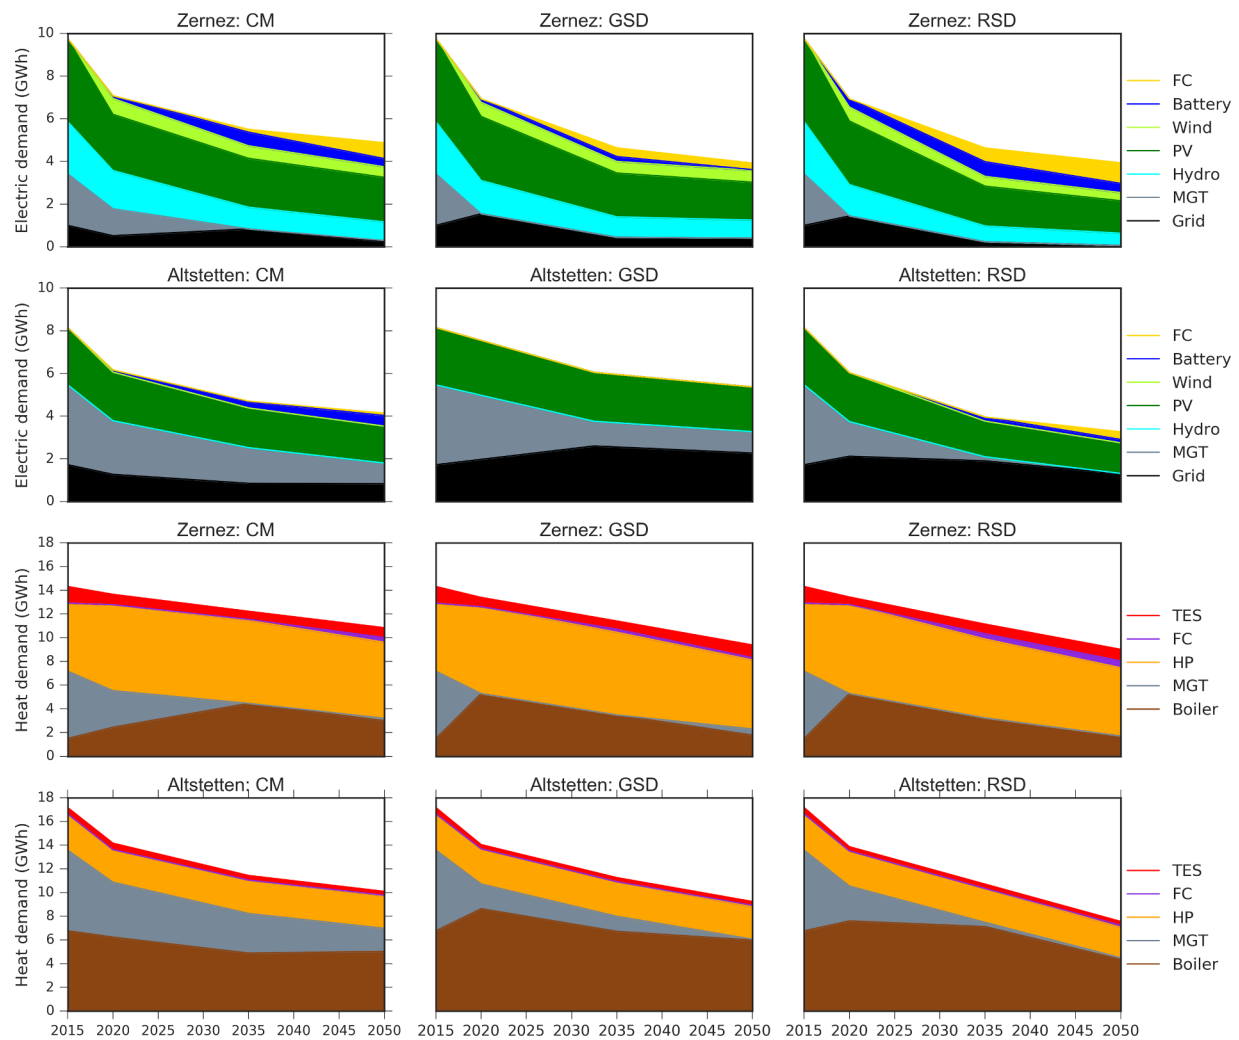 Zernez: CM
Zernez: GSD
Zernez: RSD
Electric demand (GWh)
10
8
6
4
2
0
FC
Battery
Wind
PV
Hydro
MGT
Grid
Altstetten: CM
Altstetten: GSD
Altstetten: RSD
Electric demand (GWh)
10
8
6
4
2
0
FC
Battery
Wind
PV
Hydro
MGT
Grid
Zernez: CM
Zernez: GSD
Zernez: RSD
Heat demand (GWh)
18
16
14
12
10
8
6
4
2
0
TES
FC
HP
MGT
Boiler
Altstetten: CM
Altstetten: GSD
Altstetten: RSD
Heat demand (GWh)
18
16
14
12
10
8
6
4
2
0
TES
FC
HP
MGT
Boiler
2015 2020 2025 2030 2035 2040 2045 2050
2015 2020 2025 2030 2035 2040 2045 2050
2015 2020 2025 2030 2035 2040 2045 2050